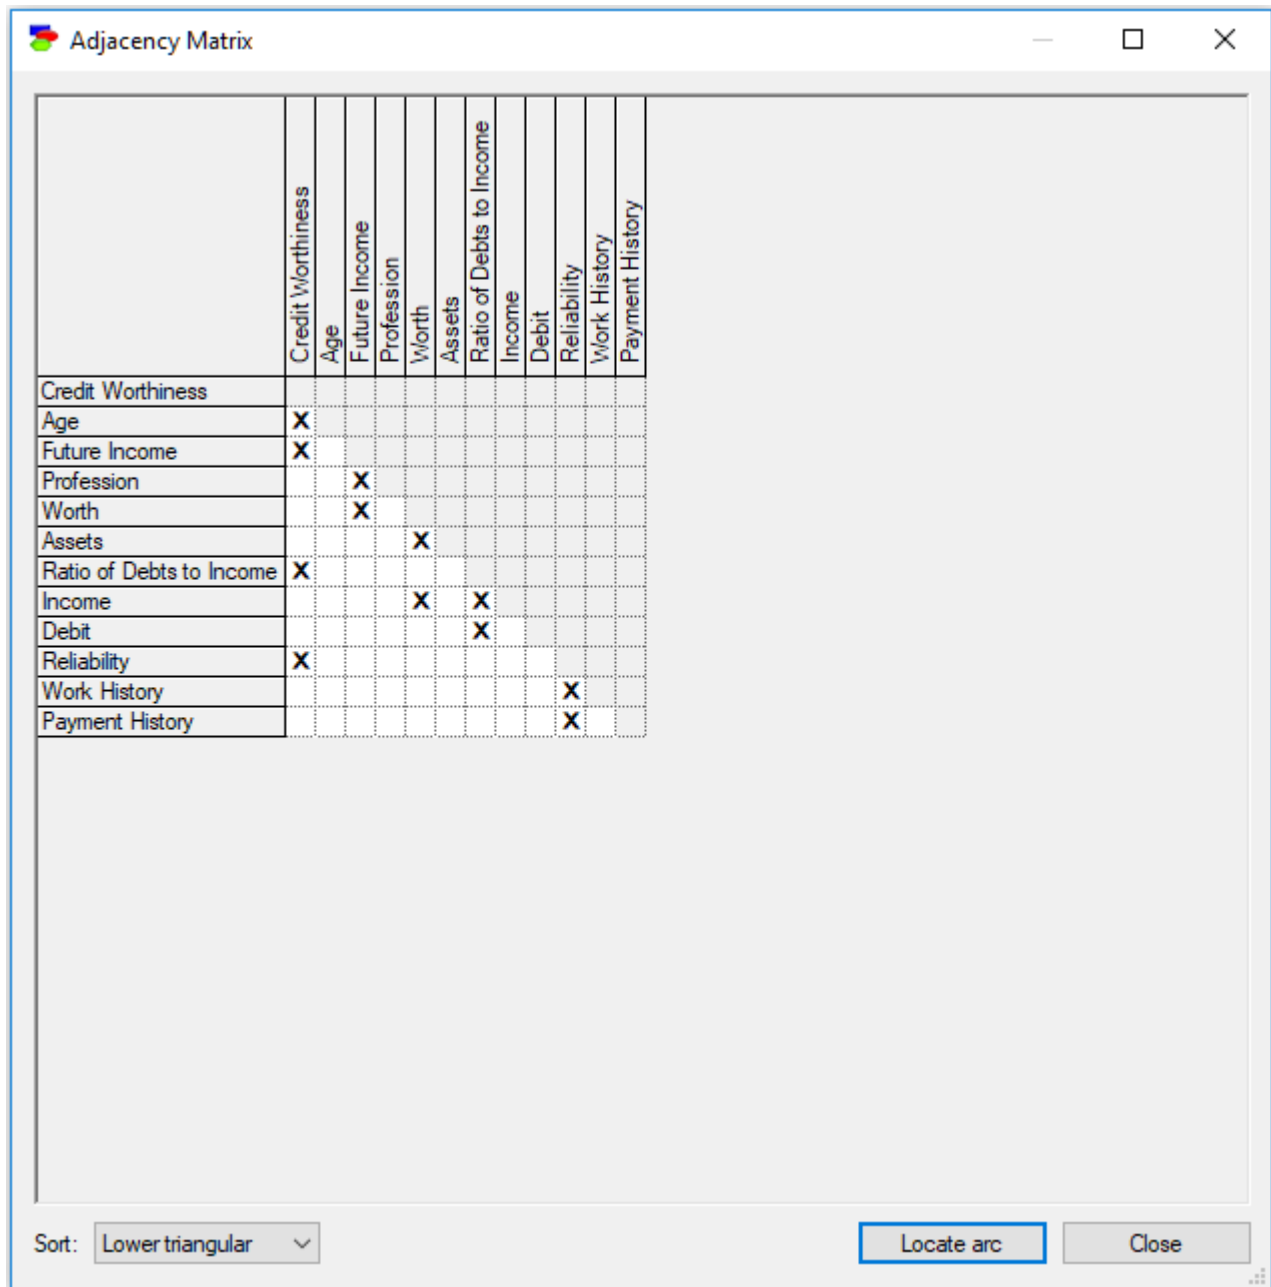 Adjacency Matrix
Credit Worthiness
Age
Future Income
Profession
Worth
Assets
Ratio of Debts to Income
Income
Debit
Reliability
Work History
Payment History
Credit Worthiness
Age X
Future Income X
Profession X
Worth X
Assets X
Ratio of Debts to Income X
Income X X
Debit X
Reliability X
Work History X
Payment History X
Sort: Lower triangular Locate arc Close